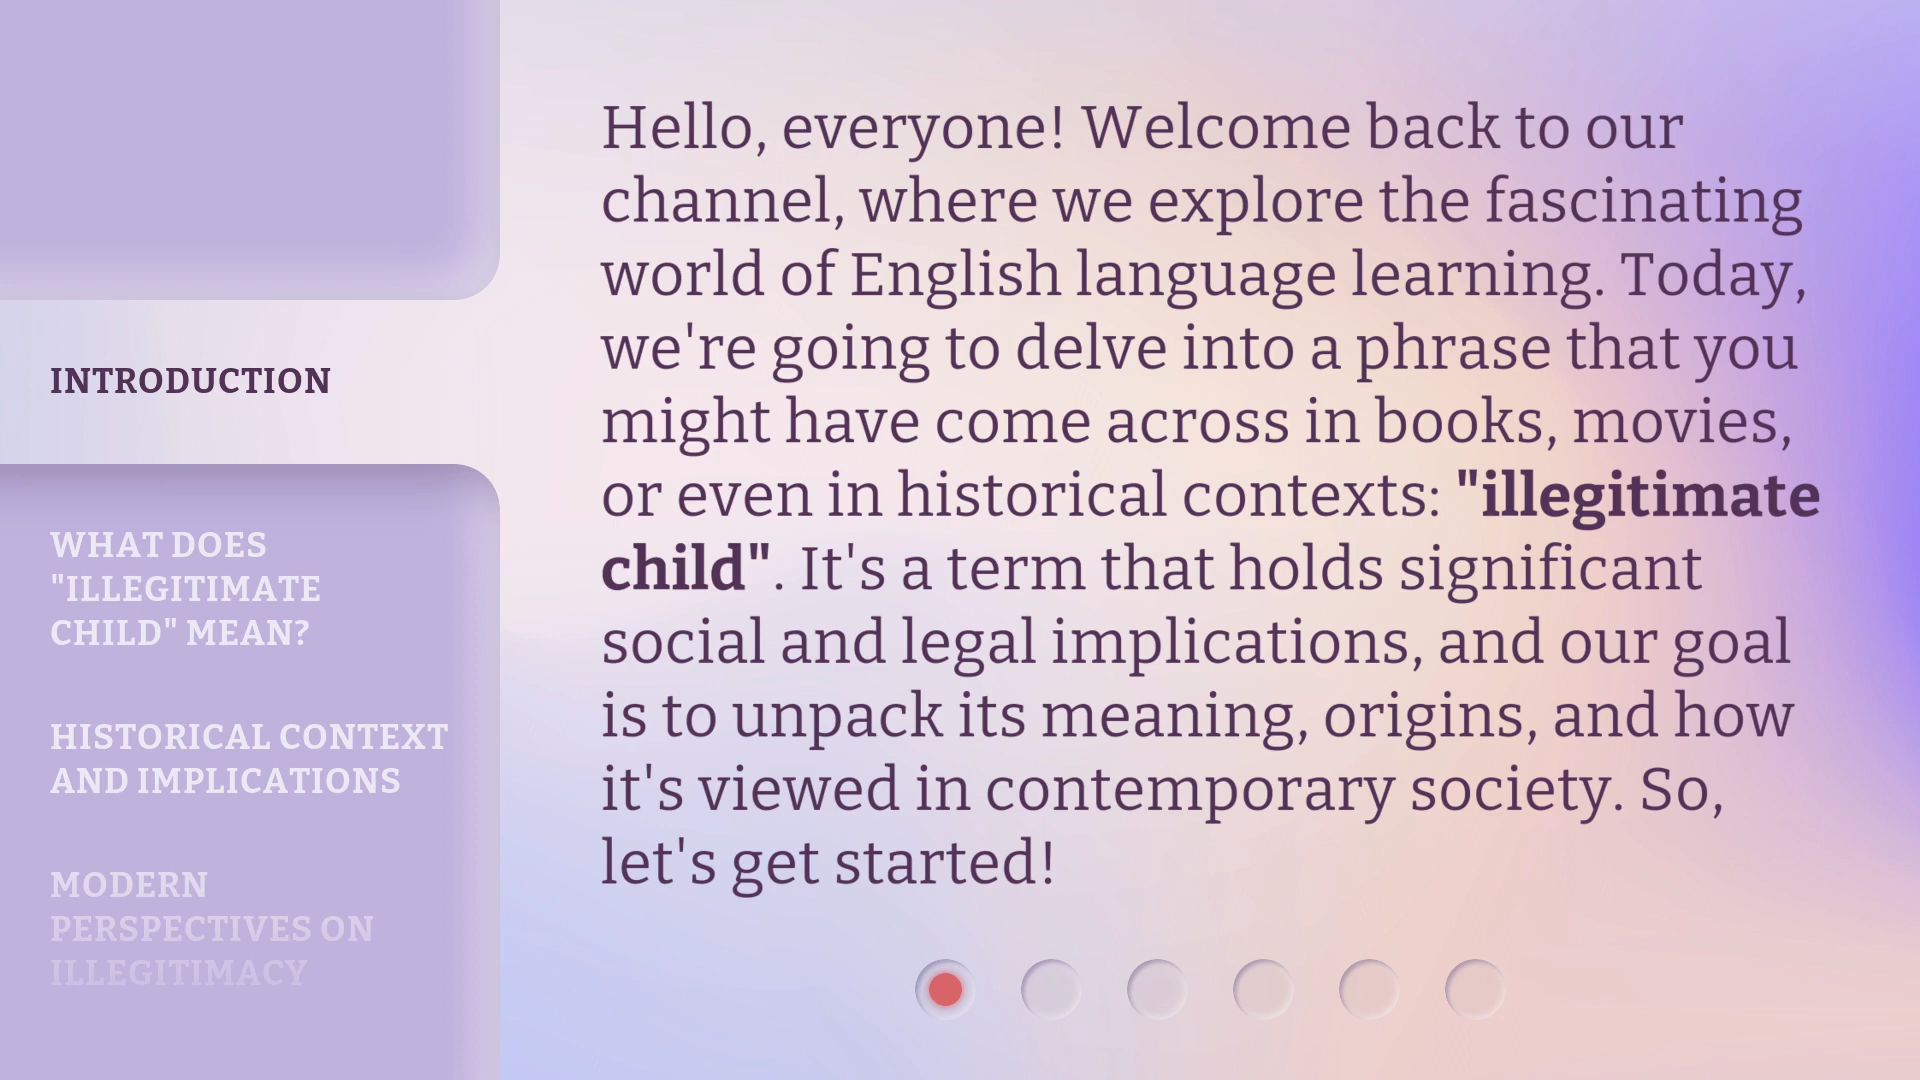 INTRODUCTION
WHAT DOES
"ILLEGITIMATE
CHILD" MEAN?
HISTORICAL CONTEXT
AND IMPLICATIONS
MODERN
PERSPECTIVES ON
ILLEGITIMACY
Hello, everyone! Welcome back to our
channel, where we explore the fascinating
world of English language learning. Today,
we're going to delve into a phrase that you
might have come across in books, movies,
or even in historical contexts: "illegitimate
child". It's a term that holds significant
social and legal implications, and our goal
is to unpack its meaning, origins, and how
it's viewed in contemporary society. So,
let's get started!